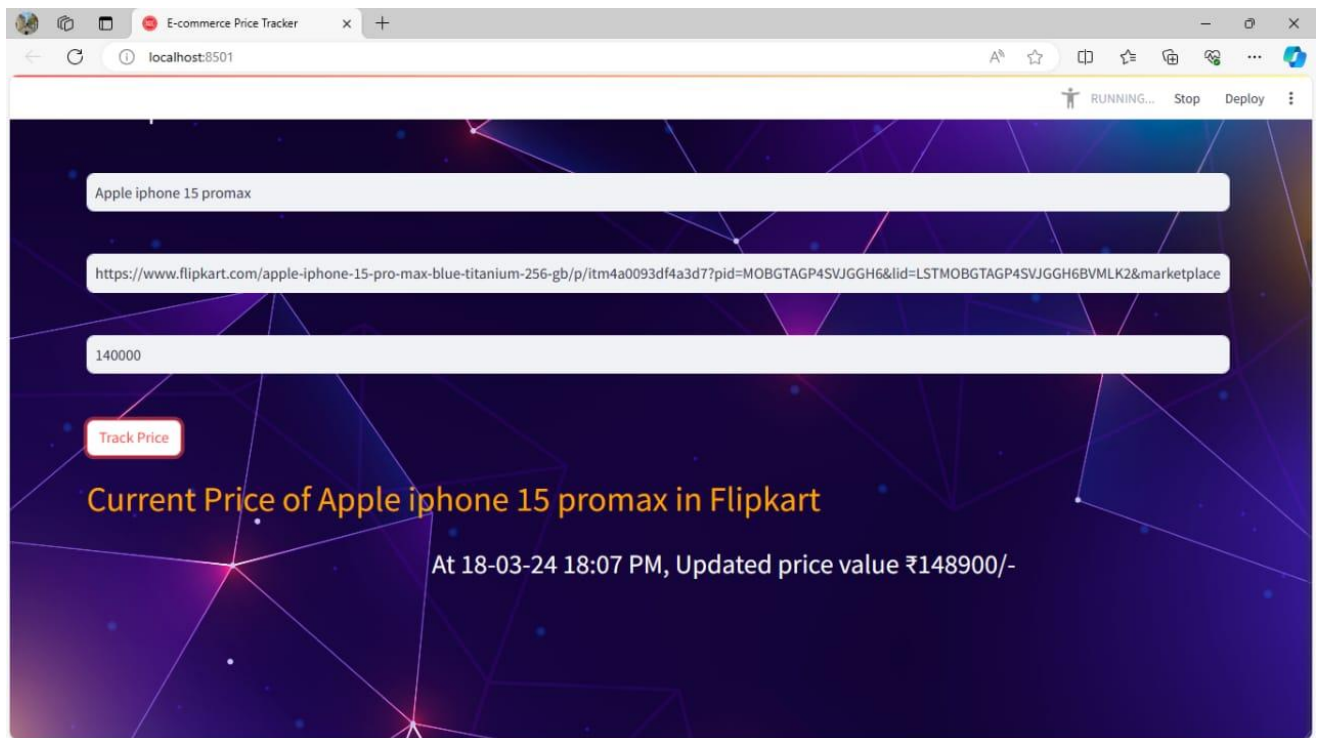 E-commerce Price Tracker
localhost:8501
RUNNING... Stop Deploy
Apple iphone 15 promax
https://www.flipkart.com/apple-iphone-15-pro-max-blue-titanium-256-gb/p/itm4a0093df4a3d7?pid=MOBGTAGP4SVJGGH6&lid=LSTMOBGTAGP4SVJGGH6BVMLK2&marketplace
140000
Track Price
Current Price of Apple iphone 15 promax in Flipkart
At 18-03-24 18:07 PM, Updated price value ₹148900/-